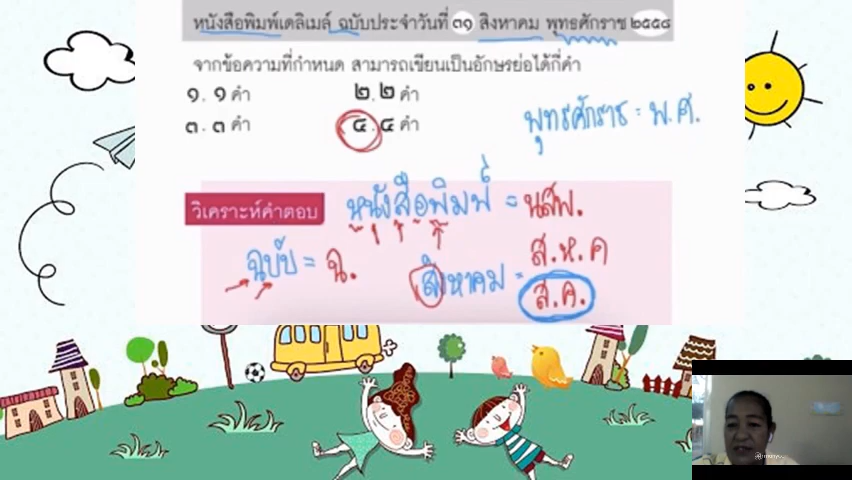 หนังสือพิมพ์เดลิเมล์ ฉบับประจำวันที่ ๓๑ สิงหาคม พุทธศักราช ๒๕๕๘
จากข้อความที่กำหนด สามารถเขียนเป็นอักษรย่อได้กี่คำ
๑. ๑ คำ ๒. ๒ คำ
๓. ๓ คำ ๔. ๔ คำ
พุทธศักราช = พ.ศ.
วิเคราะห์คำตอบ
หนังสือพิมพ์ = นสพ.
ฉบับ = ฉ.
ส.ห.ค
สิงหาคม = ส.ค.